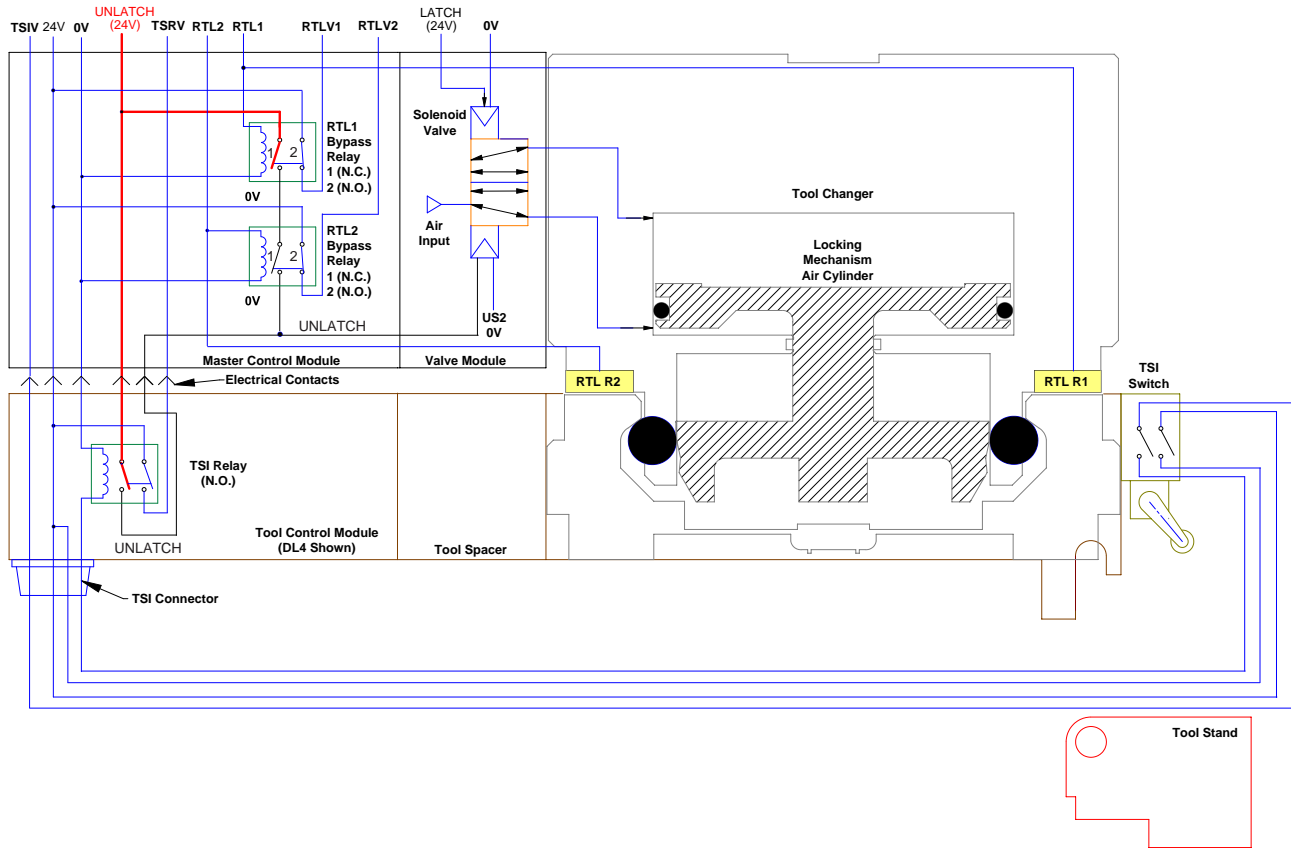 UNLATCH
(24V)
TSIV 24V 0V TSRV RTL2 RTL1 RTLV1 RTLV2
LATCH
(24V)
0V
Solenoid
Valve
RTL1
Bypass
Relay
1 (N.C.)
2 (N.O.)
1 2
0V
Tool Changer
Air
Input
RTL2
Bypass
Relay
1 (N.C.)
2 (N.O.)
1 2
0V
Locking
Mechanism
Air Cylinder
US2
0V
UNLATCH
Master Control Module
Valve Module
Electrical Contacts
RTL R2
RTL R1
TSI
Switch
TSI Relay
(N.O.)
UNLATCH
Tool Control Module
(DL4 Shown)
Tool Spacer
TSI Connector
Tool Stand